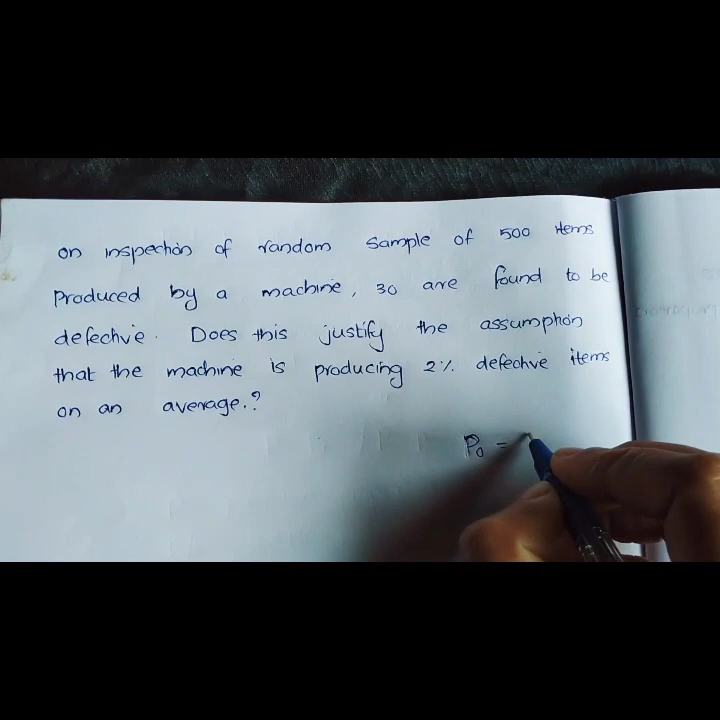 on inspection of random sample of 500 items
produced by a machine, 30 are found to be
defective. Does this justify the assumption
that the machine is producing 2% defective items
on an average.?
P₀ =